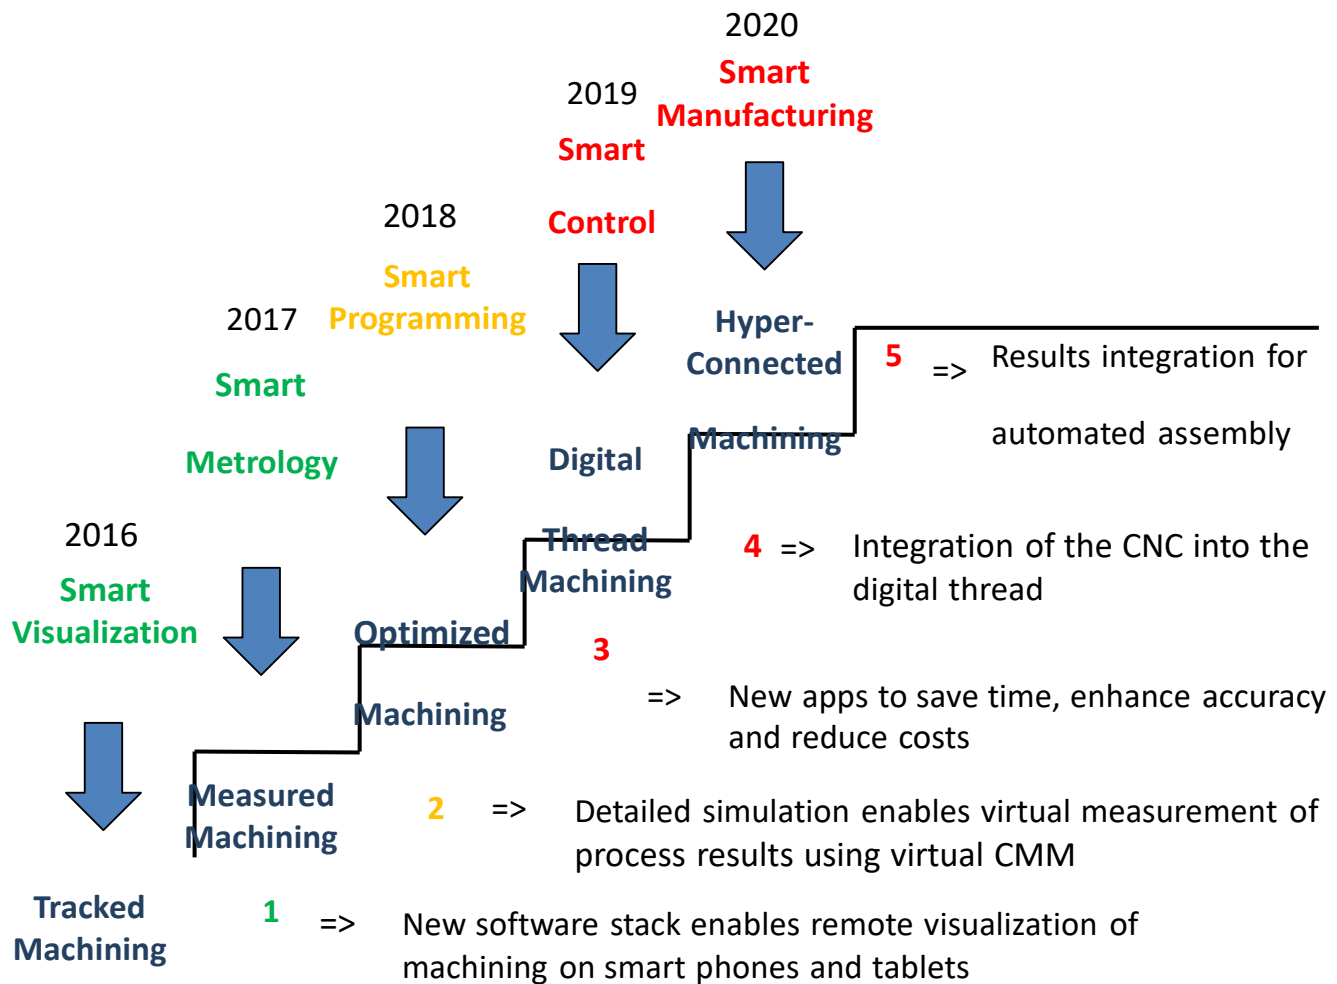 2020
Smart
Manufacturing
2019
Smart
Control
2018
Smart
Programming
2017
Smart
Metrology
2016
Smart
Visualization
Hyper-
Connected
Machining
5 => Results integration for
automated assembly
Digital
Thread
Machining
4 => Integration of the CNC into the
digital thread
Optimized
Machining
3
=> New apps to save time, enhance accuracy
and reduce costs
Measured
Machining
2 => Detailed simulation enables virtual measurement of
process results using virtual CMM
Tracked
Machining
1 => New software stack enables remote visualization of
machining on smart phones and tablets